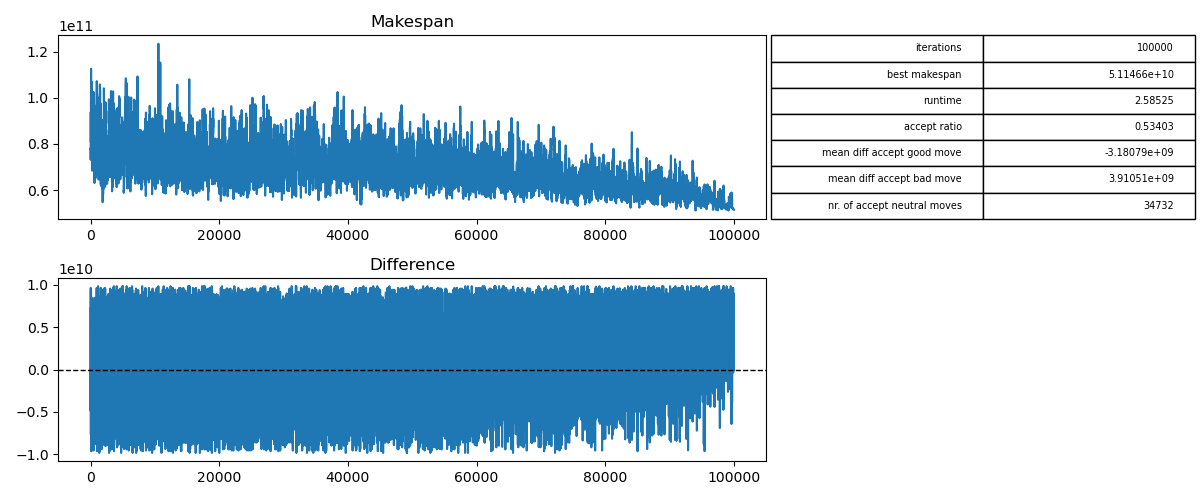 Makespan
1e11
1.2
1.0
0.8
0.6
0 20000 40000 60000 80000 100000
iterations 100000
best makespan 5.11466e+10
runtime 2.58525
accept ratio 0.53403
mean diff accept good move -3.18079e+09
mean diff accept bad move 3.91051e+09
nr. of accept neutral moves 34732
Difference
1e10
1.0
0.5
0.0
−0.5
−1.0
0 20000 40000 60000 80000 100000